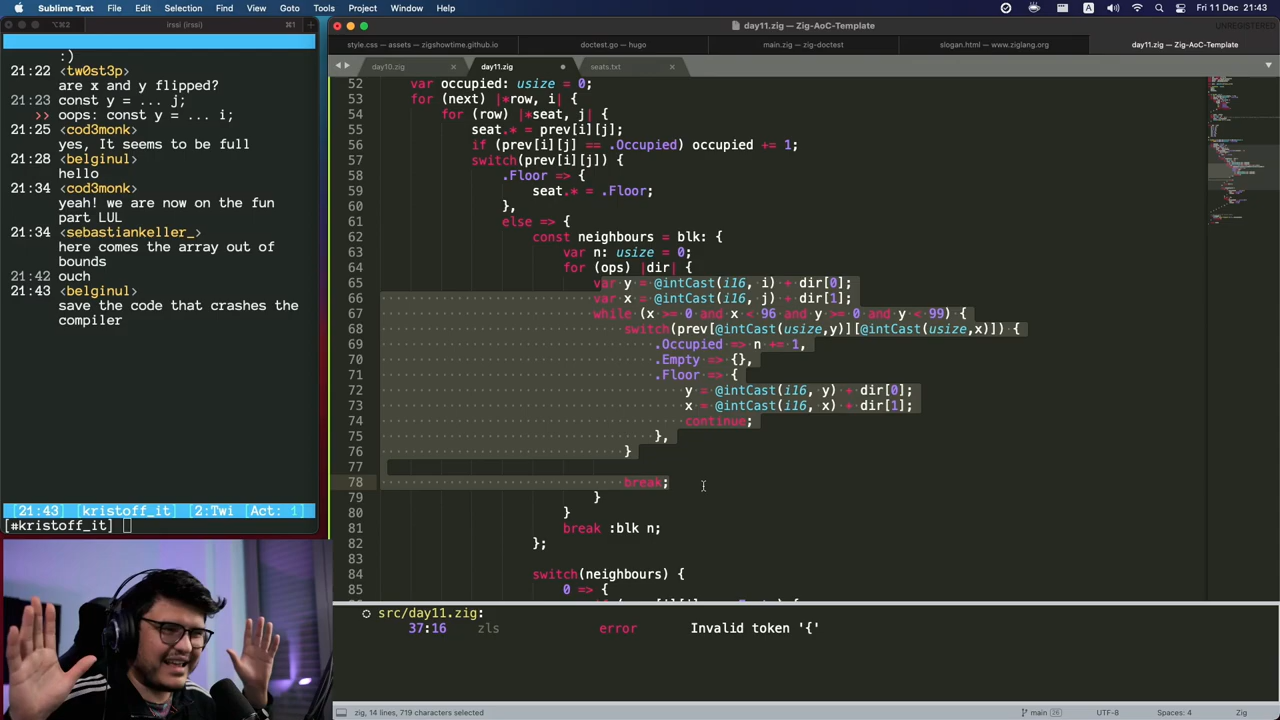 Sublime Text File Edit Selection Find View Goto Tools Project Window Help
Fri 11 Dec 21:43
⌥⌘2
irssi (irssi)
⌘1
:)
21:22 <tw0st3p>
are x and y flipped?
21:23 const y = ... j;
>> oops: const y = ... i;
21:25 <cod3monk>
yes, It seems to be full
21:28 <belginul>
hello
21:34 <cod3monk>
yeah! we are now on the fun
part LUL
21:34 <sebastiankeller_>
here comes the array out of
bounds
21:42 ouch
21:43 <belginul>
save the code that crashes the
compiler
[21:43] [kristoff_it] [2:Twi [Act: 1]
[#kristoff_it]
day11.zig — Zig-AoC-Template
UNREGISTERED
style.css — assets — zigshowtime.github.io
doctest.go — hugo
main.zig — zig-doctest
slogan.html — www.ziglang.org
day11.zig — Zig-AoC-Template
day10.zig
day11.zig
seats.txt
52 var occupied: usize = 0;
53 for (next) |*row, i| {
54 for (row) |*seat, j| {
55 seat.* = prev[i][j];
56 if (prev[i][j] == .Occupied) occupied += 1;
57 switch(prev[i][j]) {
58 .Floor => {
59 seat.* = .Floor;
60 },
61 else => {
62 const neighbours = blk: {
63 var n: usize = 0;
64 for (ops) |dir| {
65 var y = @intCast(i16, i) + dir[0];
66 var x = @intCast(i16, j) + dir[1];
67 while (x >= 0 and x < 96 and y >= 0 and y < 99) {
68 switch(prev[@intCast(usize,y)][@intCast(usize,x)]) {
69 .Occupied => n += 1,
70 .Empty => {},
71 .Floor => {
72 y = @intCast(i16, y) + dir[0];
73 x = @intCast(i16, x) + dir[1];
74 continue;
75 },
76 }
77
78 break;
79 }
80 }
81 break :blk n;
82 };
83
84 switch(neighbours) {
85 0 => {
src/day11.zig:
37:16 zls error Invalid token '{'
zig, 14 lines, 719 characters selected
main 26
UTF-8
Spaces: 4
Zig